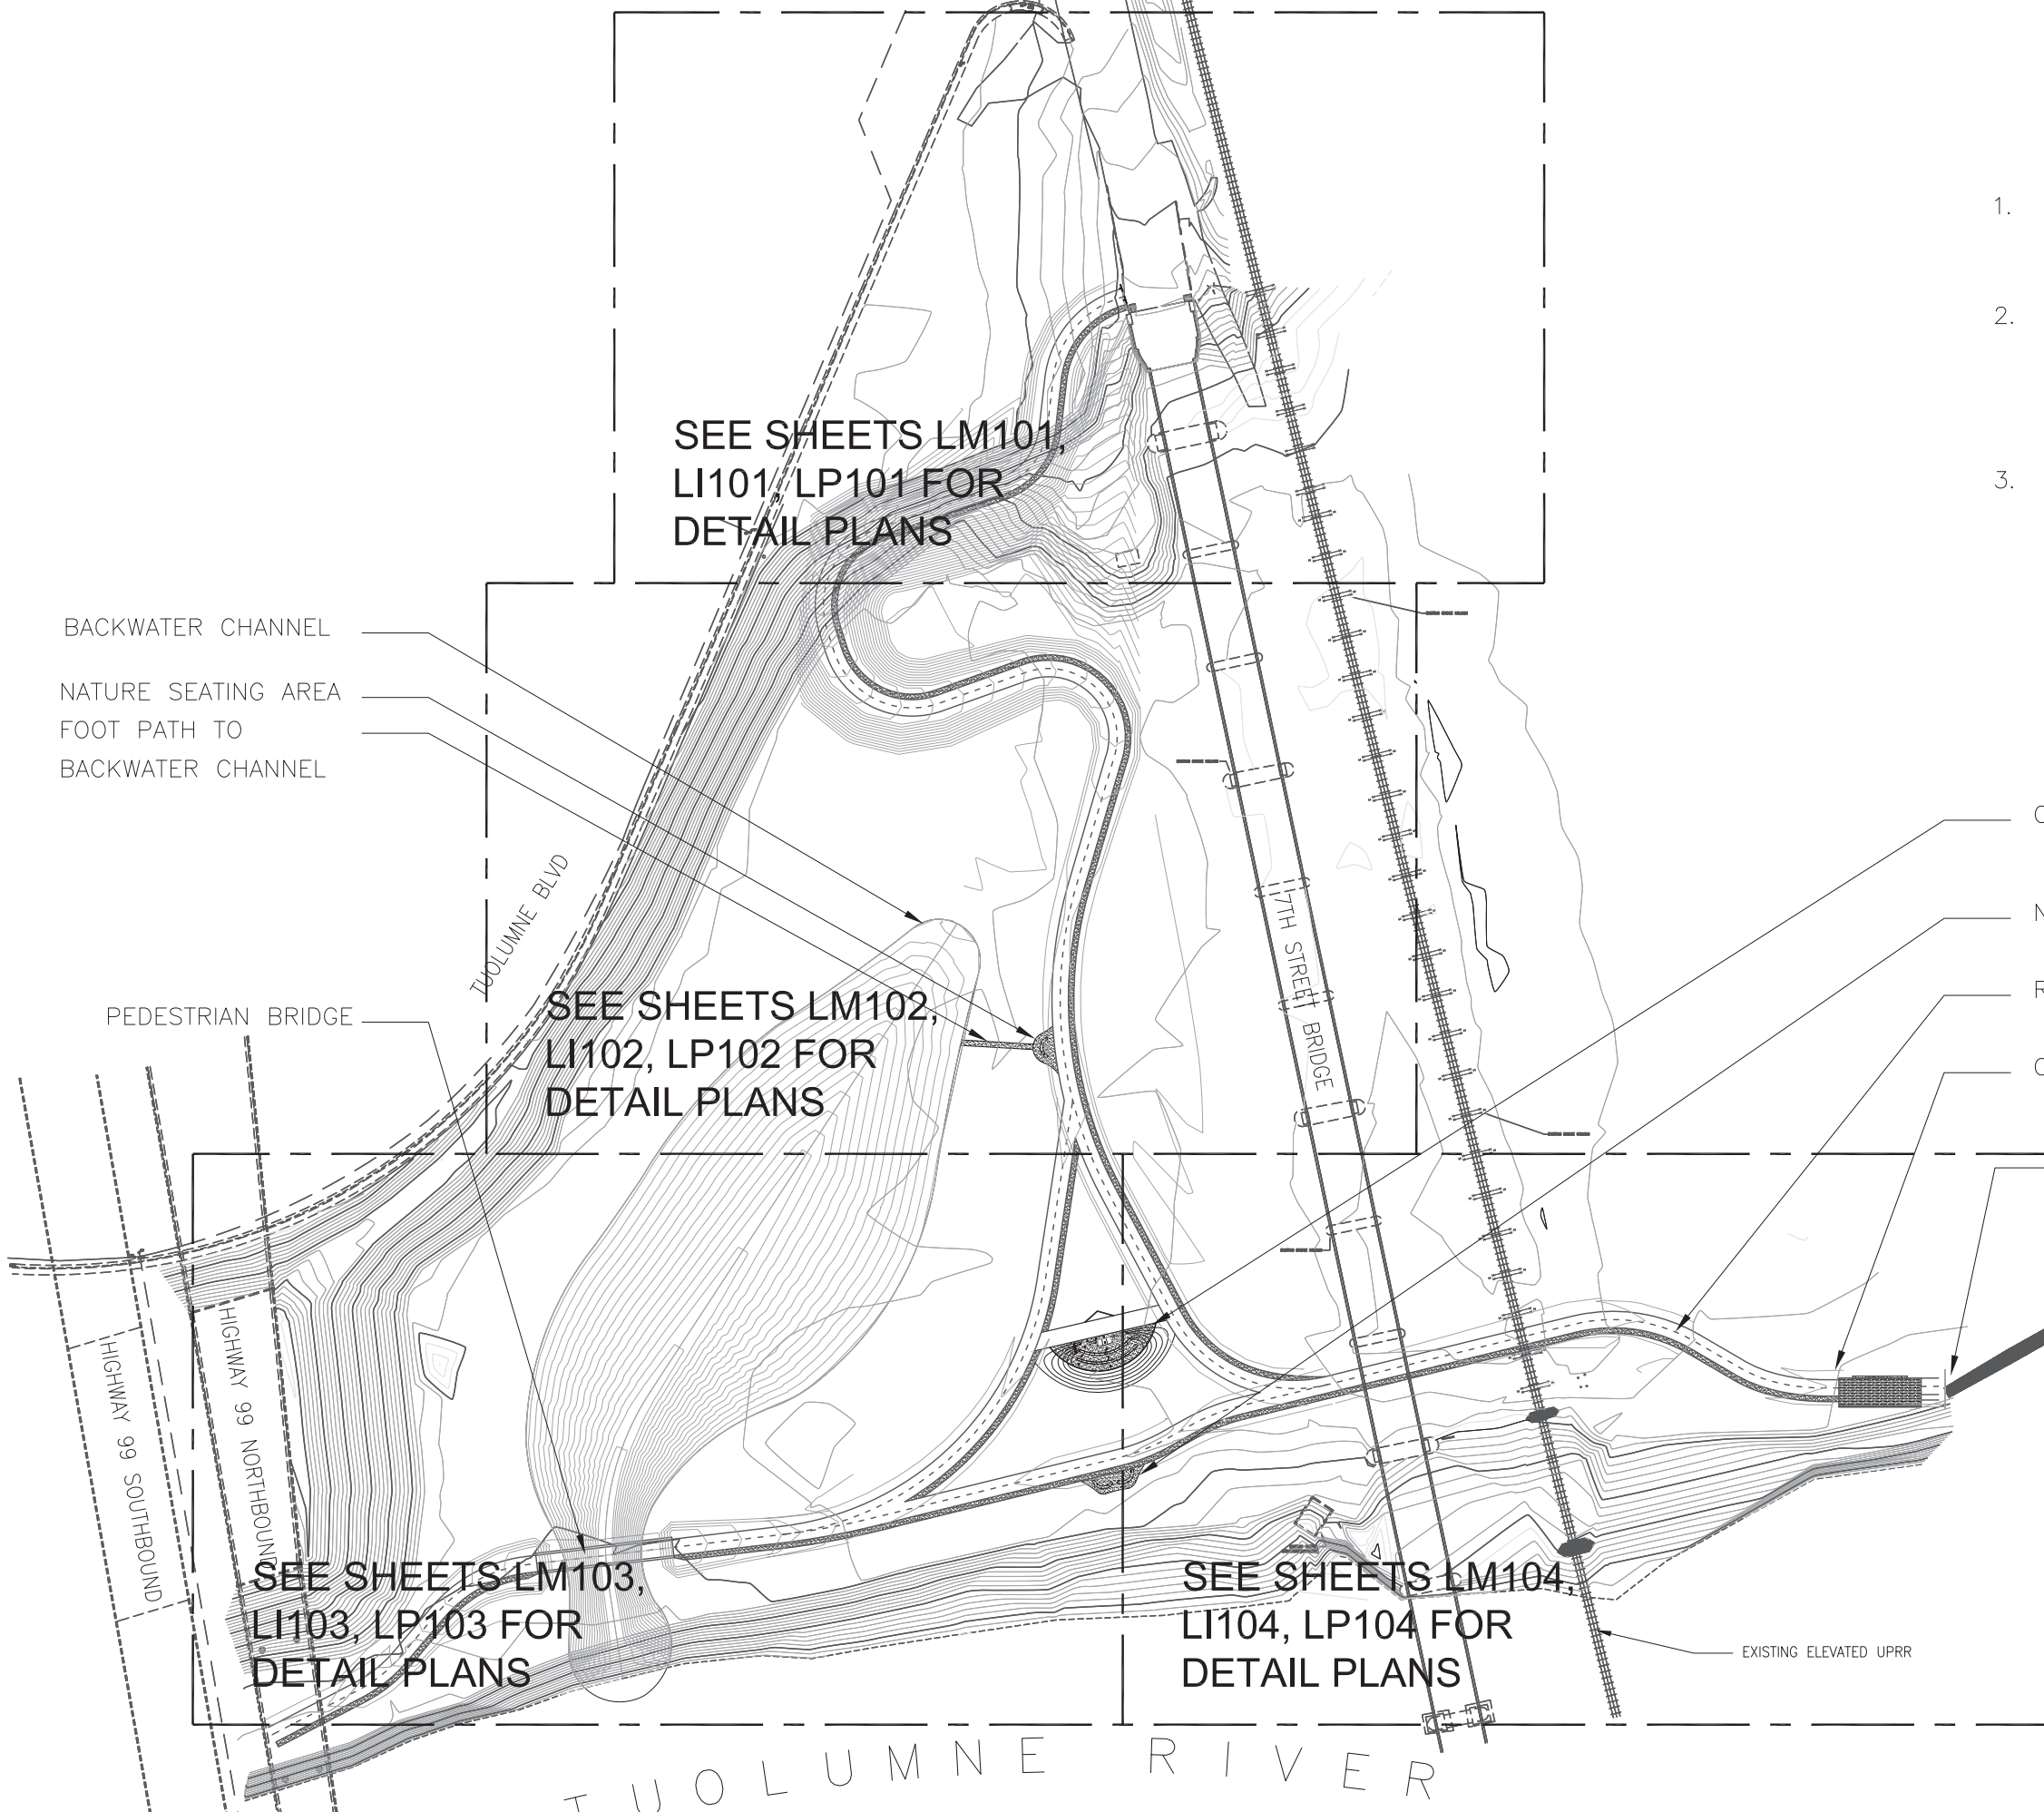 1.
2.
3.
SEE SHEETS LM101,
LI101, LP101 FOR
DETAIL PLANS
BACKWATER CHANNEL
NATURE SEATING AREA
FOOT PATH TO
BACKWATER CHANNEL
TUOLUMNE BLVD
7TH STREET BRIDGE
PEDESTRIAN BRIDGE
SEE SHEETS LM102,
LI102, LP102 FOR
DETAIL PLANS
HIGHWAY 99 SOUTHBOUND
HIGHWAY 99 NORTHBOUND
SEE SHEETS LM103,
LI103, LP103 FOR
DETAIL PLANS
SEE SHEETS LM104,
LI104, LP104 FOR
DETAIL PLANS
EXISTING ELEVATED UPRR
TUOLUMNE RIVER